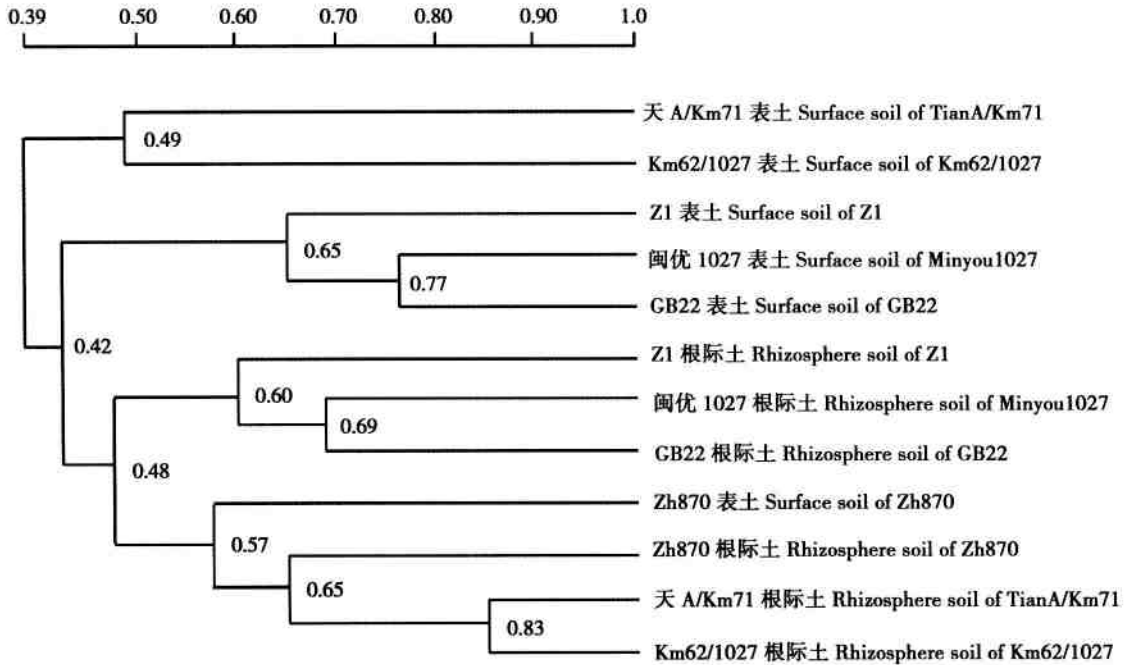 0.39 0.50 0.60 0.70 0.80 0.90 1.0
天 A/Km71 表土 Surface soil of TianA/Km71
0.49
Km62/1027 表土 Surface soil of Km62/1027
Z1 表土 Surface soil of Z1
0.65
闽优 1027 表土 Surface soil of Minyou1027
0.77
GB22 表土 Surface soil of GB22
0.42
Z1 根际土 Rhizosphere soil of Z1
0.60
闽优 1027 根际土 Rhizosphere soil of Minyou1027
0.69
GB22 根际土 Rhizosphere soil of GB22
0.48
Zh870 表土 Surface soil of Zh870
0.57
Zh870 根际土 Rhizosphere soil of Zh870
0.65
天 A/Km71 根际土 Rhizosphere soil of TianA/Km71
0.83
Km62/1027 根际土 Rhizosphere soil of Km62/1027